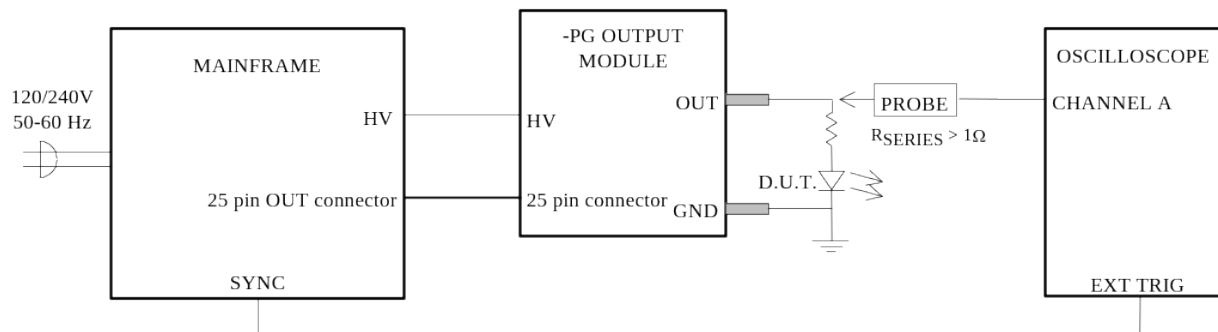 -PG OUTPUT
MODULE
MAINFRAME
OSCILLOSCOPE
120/240V
50-60 Hz
OUT
PROBE
CHANNEL A
HV
HV
RSERIES > 1Ω
D.U.T.
25 pin OUT connector
25 pin connector
GND
SYNC
EXT TRIG